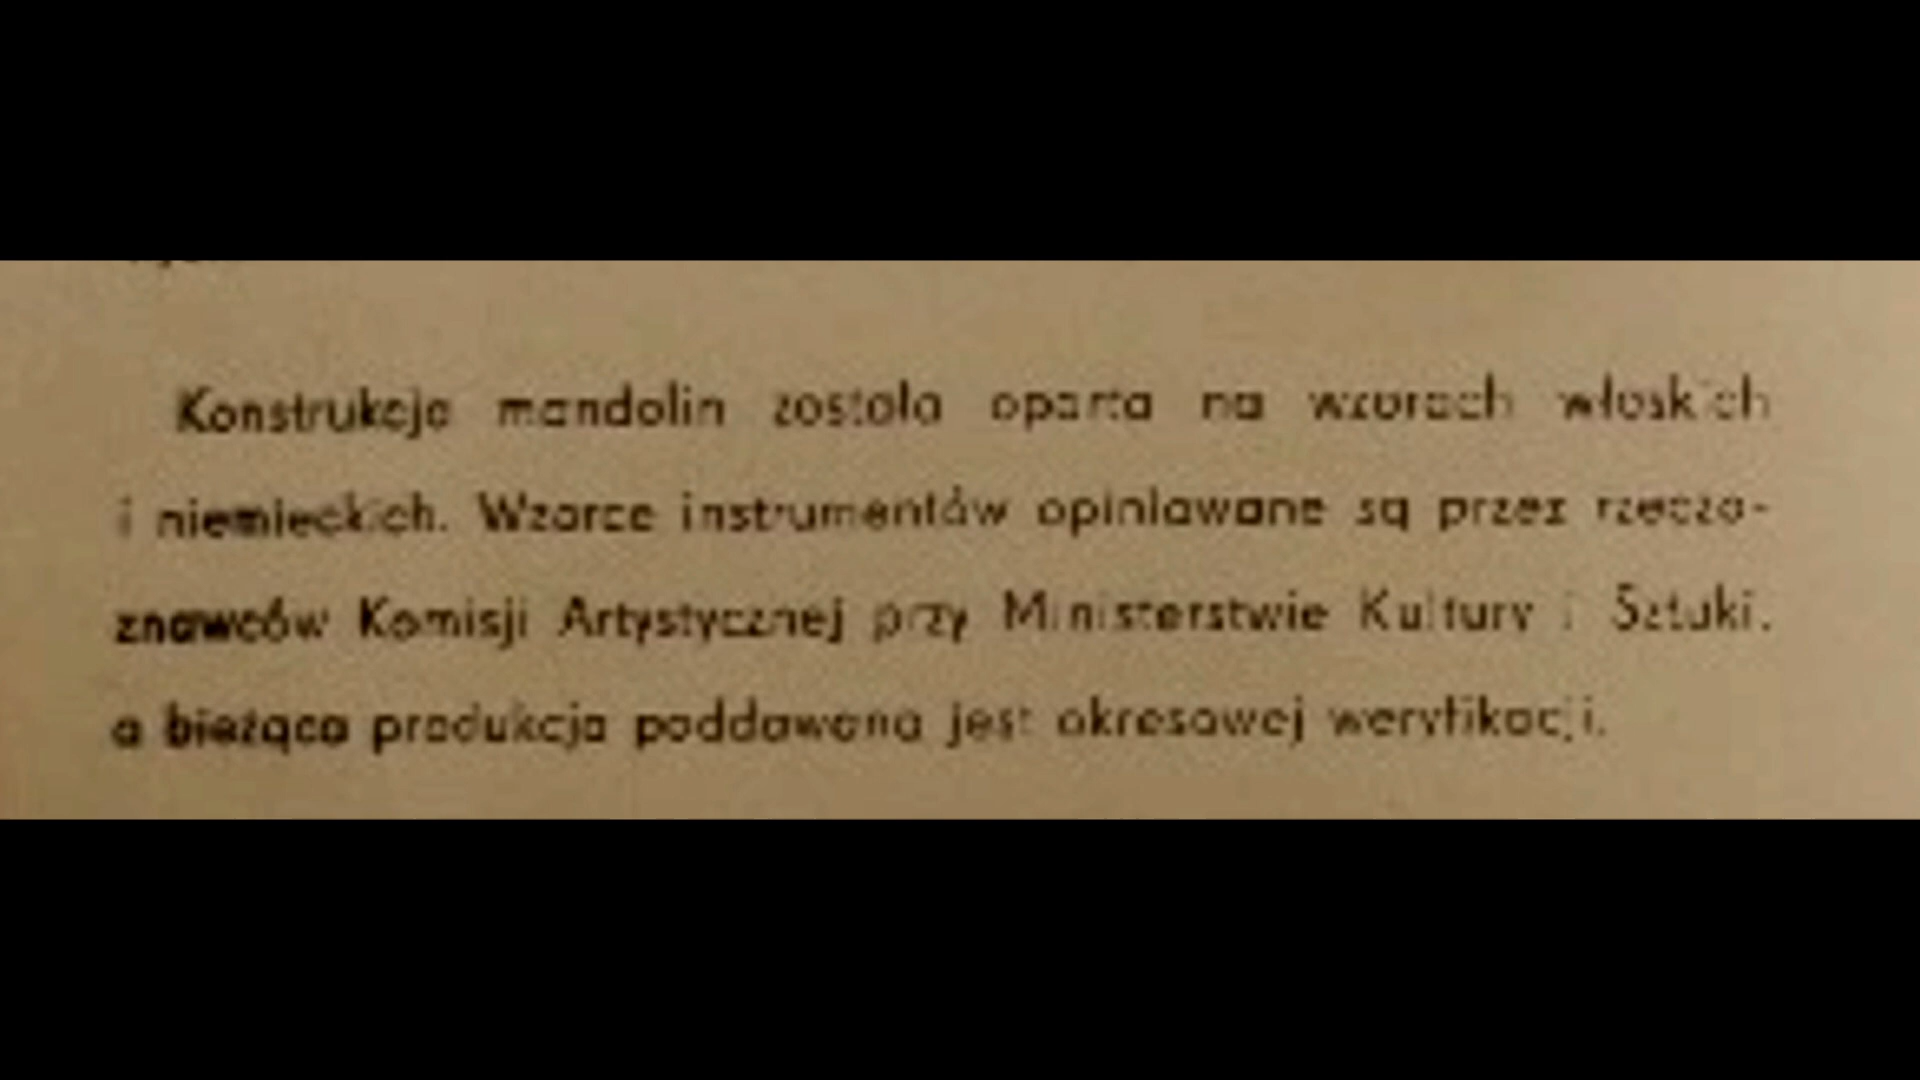 Konstrukcja mandolin została oparta na wzorach włoskich
i niemieckich. Wzorce instrumentów opiniowane są przez rzeczo-
znawców Komisji Artystycznej przy Ministerstwie Kultury i Sztuki,
a bieżąca produkcja poddawana jest okresowej weryfikacji.